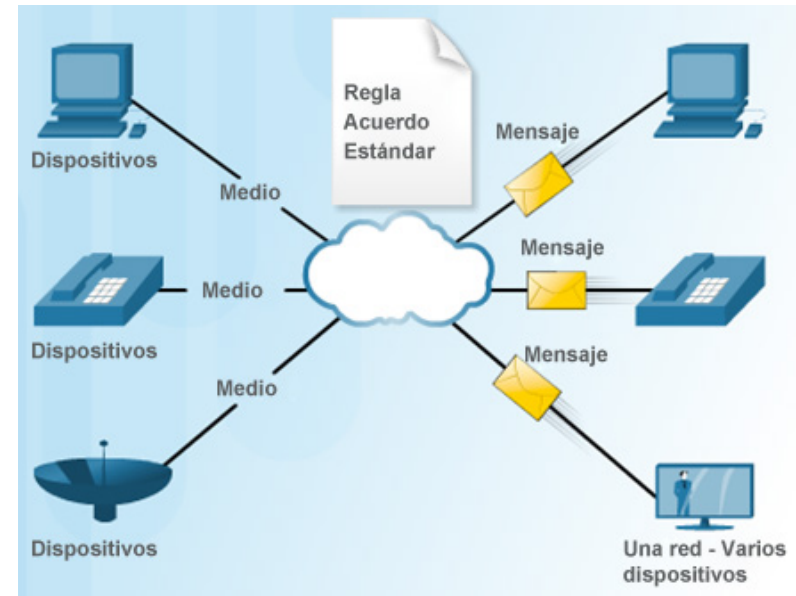 Regla
Acuerdo
Estándar
Mensaje
Dispositivos
Medio
Mensaje
Medio
Dispositivos
Mensaje
Medio
Dispositivos
Una red - Varios
dispositivos